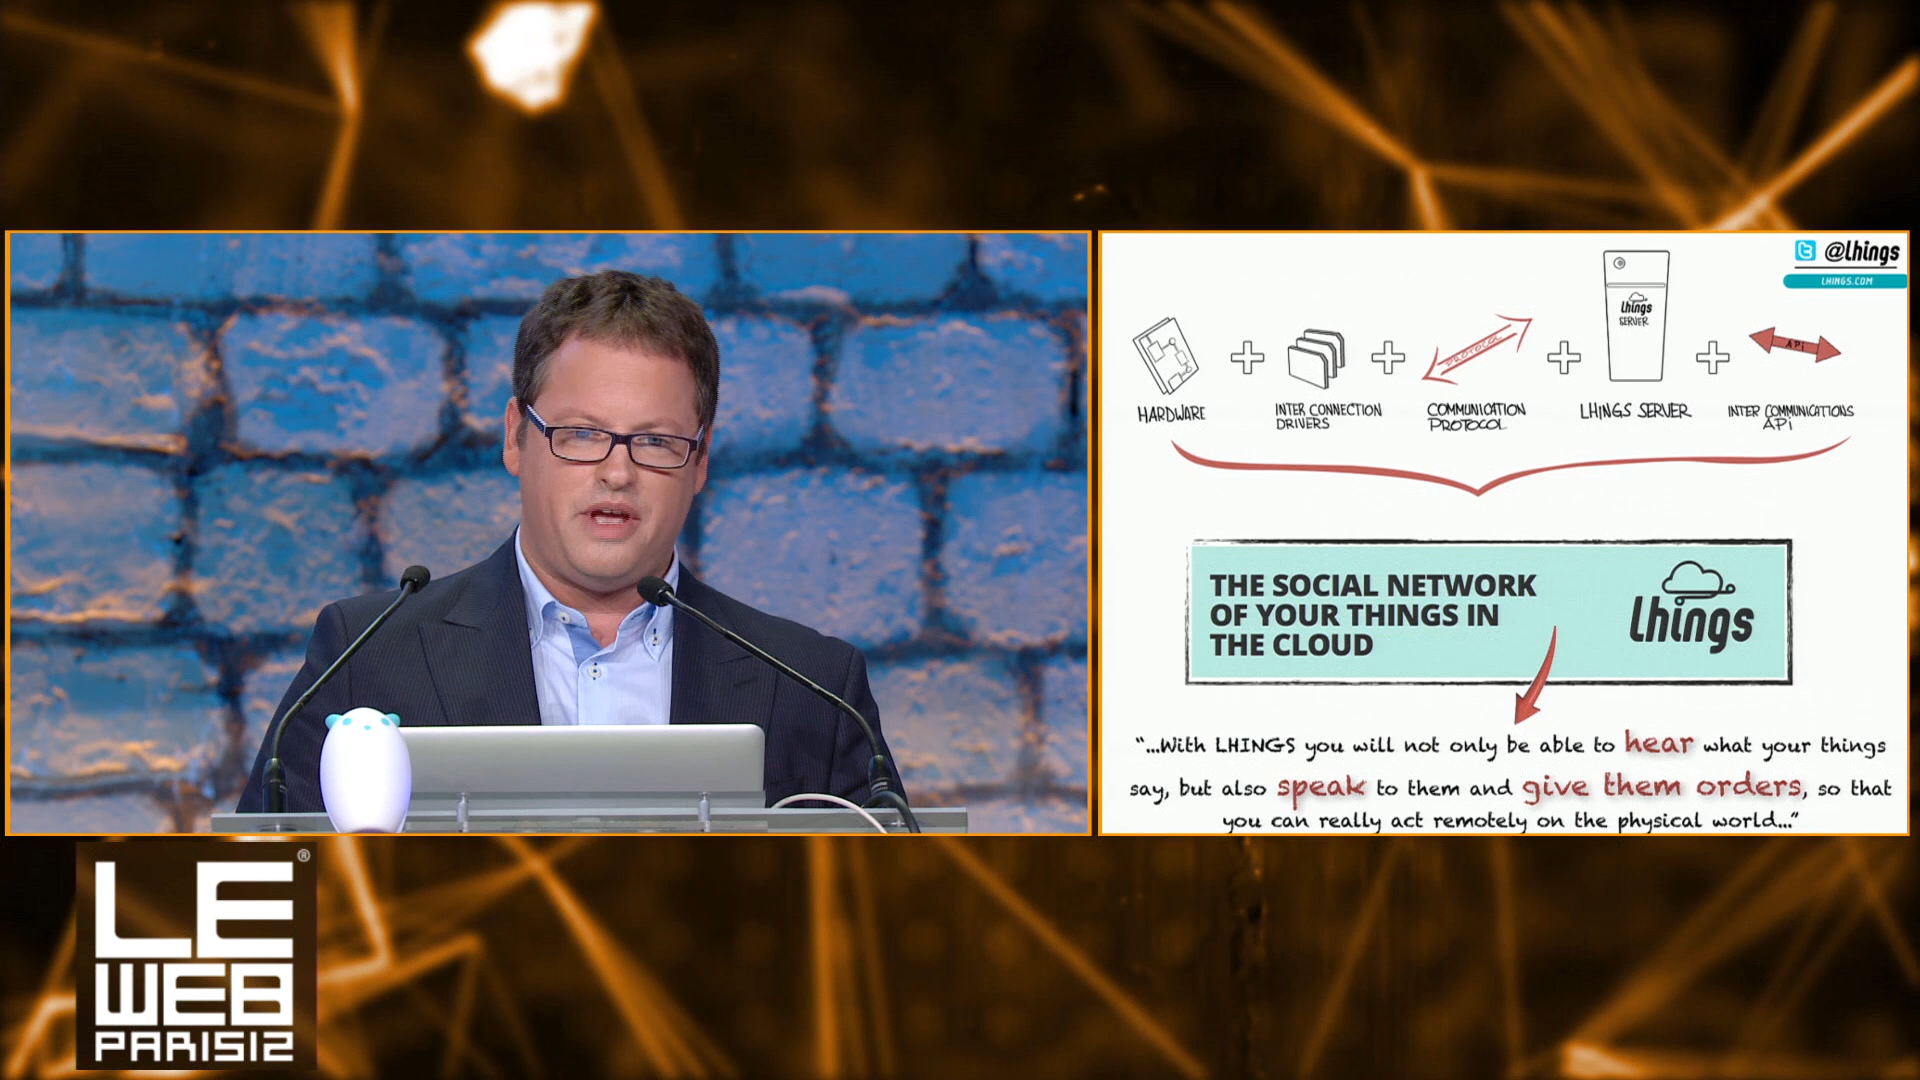 @lhings
LHINGS.COM
lhings
SERVER
PROTOCOL
API
HARDWARE
INTER CONNECTION
DRIVERS
COMMUNICATION
PROTOCOL
LHINGS SERVER
INTER COMMUNICATIONS
API
THE SOCIAL NETWORK
OF YOUR THINGS IN
THE CLOUD
lhings
“...With LHINGS you will not only be able to hear what your things
say, but also speak to them and give them orders, so that
you can really act remotely on the physical world...”
LE
WEB
PARIS12
®